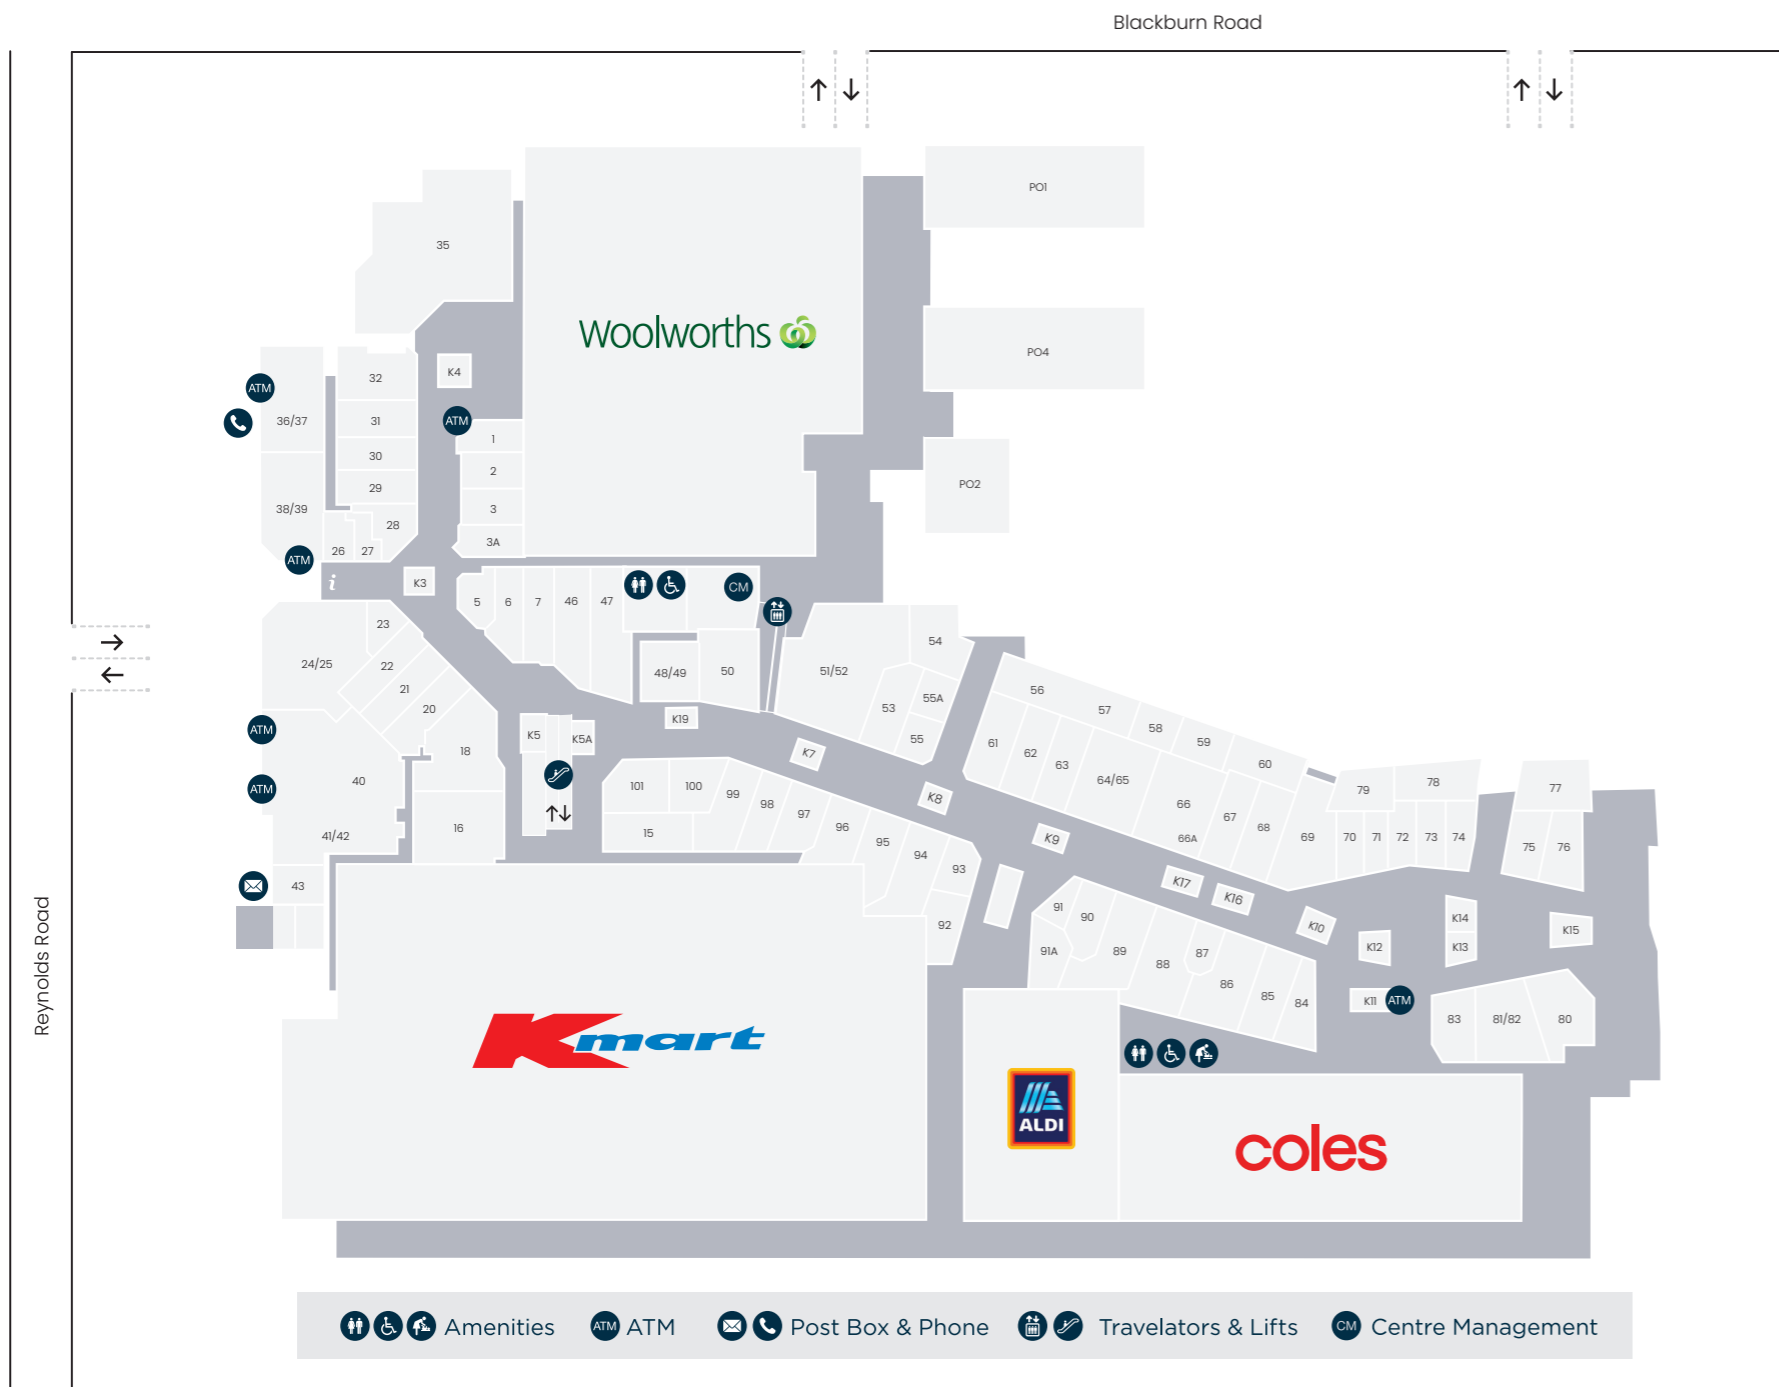 Blackburn Road
PO1
35
Woolworths
PO4
32
K4
ATM
36/37
31
ATM
1
30
2
29
PO2
38/39
3
28
3A
26
27
ATM
i
K3
5
6
7
46
47
CM
23
24/25
22
21
20
48/49
50
51/52
54
53
55A
55
56
57
58
59
60
K19
K5
K5A
K7
18
61
62
63
64/65
66
66A
67
68
69
79
78
77
ATM
ATM
40
41/42
16
101
100
99
98
97
15
96
95
94
93
92
K8
K9
70
71
72
73
74
75
76
43
K17
K16
K10
K14
K13
K12
K15
91
90
91A
89
88
87
86
85
84
K11
ATM
83
81/82
80
Reynolds Road
Kmart
ALDI
coles
Amenities
ATM
ATM
Post Box & Phone
Travelators & Lifts
CM
Centre Management